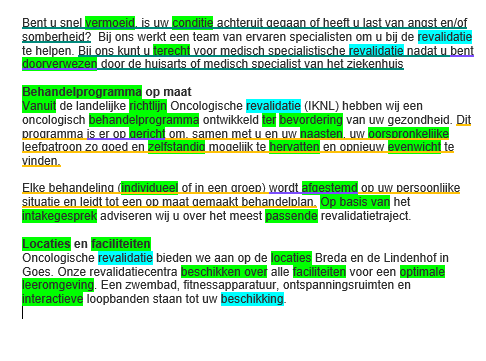 Bent u snel vermoeid, is uw conditie achteruit gegaan of heeft u last van angst en/of
somberheid?  Bij ons werkt een team van ervaren specialisten om u bij de revalidatie
te helpen. Bij ons kunt u terecht voor medisch specialistische revalidatie nadat u bent
doorverwezen door de huisarts of medisch specialist van het ziekenhuis
Behandelprogramma op maat
Vanuit de landelijke richtlijn Oncologische revalidatie (IKNL) hebben wij een
oncologisch behandelprogramma ontwikkeld ter bevordering van uw gezondheid. Dit
programma is er op gericht om, samen met u en uw naasten, uw oorspronkelijke
leefpatroon zo goed en zelfstandig mogelijk te hervatten en opnieuw evenwicht te
vinden.
Elke behandeling (individueel of in een groep) wordt afgestemd op uw persoonlijke
situatie en leidt tot een op maat gemaakt behandelplan. Op basis van het
intakegesprek adviseren wij u over het meest passende revalidatietraject.
Locaties en faciliteiten
Oncologische revalidatie bieden we aan op de locaties Breda en de Lindenhof in
Goes. Onze revalidatiecentra beschikken over alle faciliteiten voor een optimale
leeromgeving. Een zwembad, fitnessapparatuur, ontspanningsruimten en
interactieve loopbanden staan tot uw beschikking.